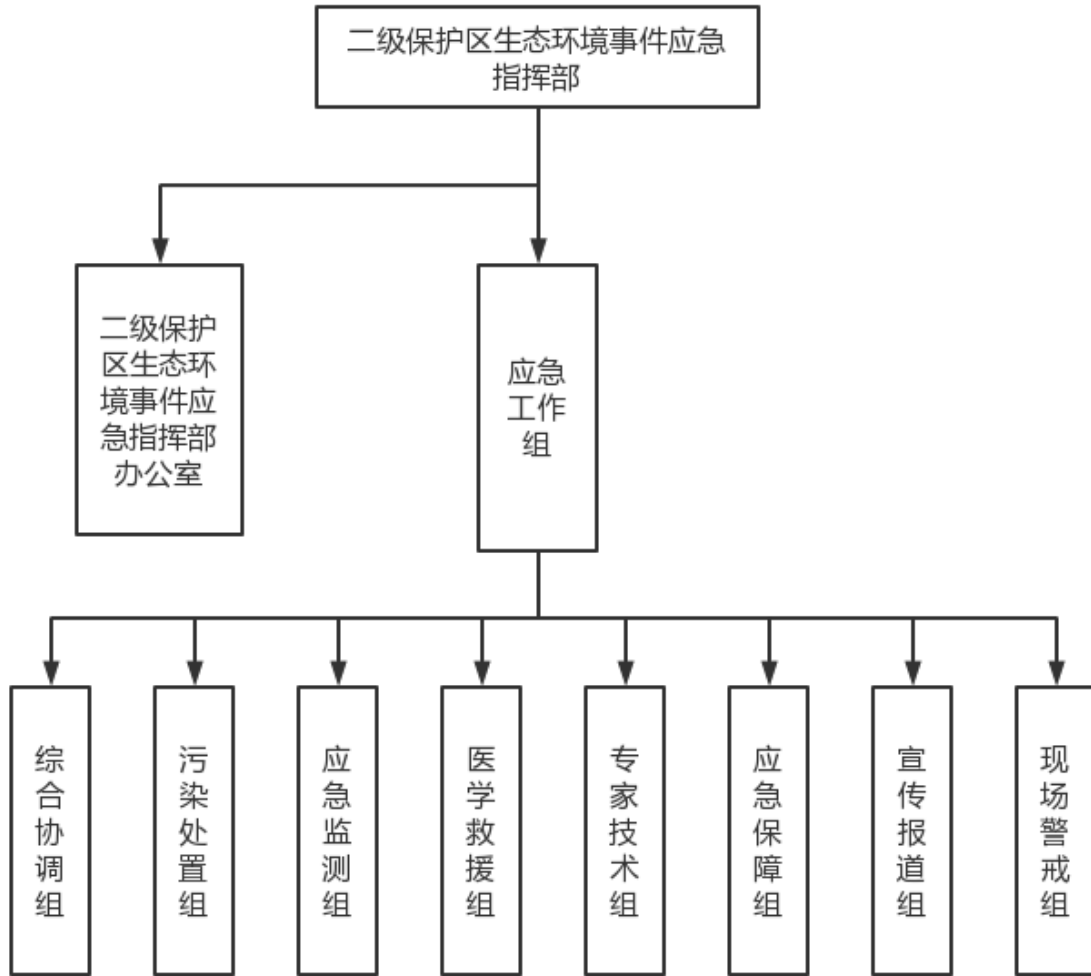 二级保护区生态环境事件应急
指挥部
二级保护
区生态环
境事件应
急指挥部
办公室
应急
工作
组
综合协调组
污染处置组
应急监测组
医学救援组
专家技术组
应急保障组
宣传报道组
现场警戒组